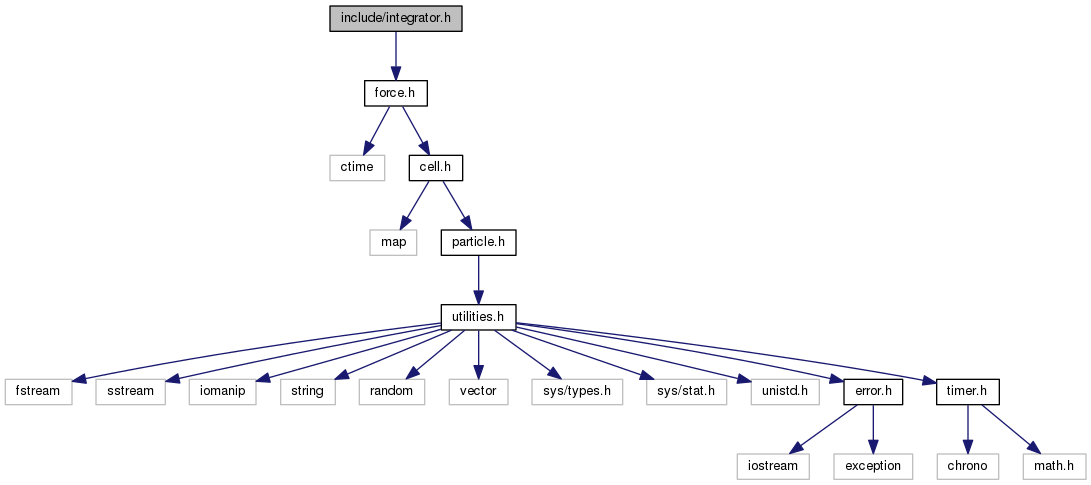 include/integrator.h
force.h
ctime
cell.h
map
particle.h
utilities.h
fstream
sstream
iomanip
string
random
vector
sys/types.h
sys/stat.h
unistd.h
error.h
timer.h
iostream
exception
chrono
math.h